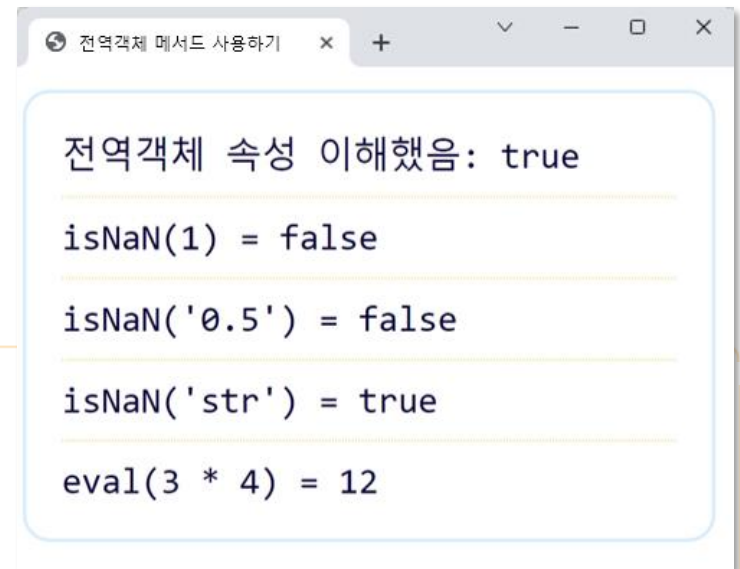 전역객체 메서드 사용하기
전역객체 속성 이해했음: true
isNaN(1) = false
isNaN('0.5') = false
isNaN('str') = true
eval(3 * 4) = 12